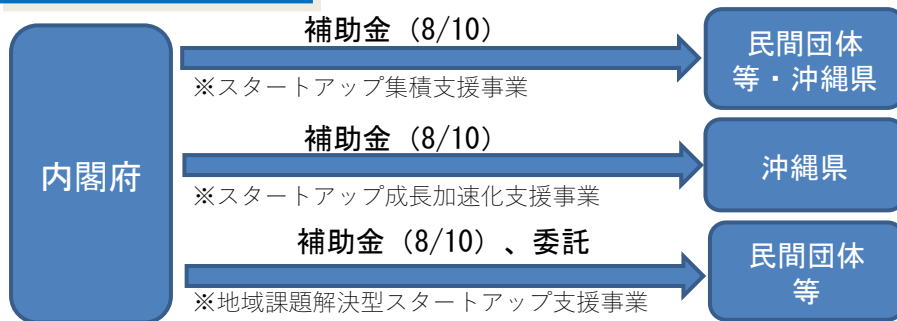 内閣府
補助金（8/10）
※スタートアップ集積支援事業
民間団体
等・沖縄県
補助金（8/10）
※スタートアップ成長加速化支援事業
沖縄県
補助金（8/10）、委託
※地域課題解決型スタートアップ支援事業
民間団体
等